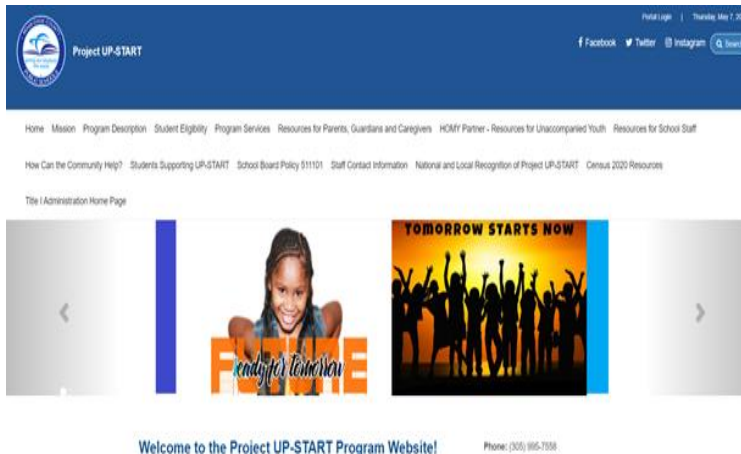 Portal Login | Thursday, May 7, 20
Project UP-START
Facebook Twitter Instagram Search
Home Mission Program Description Student Eligibility Program Services Resources for Parents, Guardians and Caregivers HOMY Partner - Resources for Unaccompanied Youth Resources for School Staff
How Can the Community Help? Students Supporting UP-START School Board Policy 5111.01 Staff Contact Information National and Local Recognition of Project UP-START Census 2020 Resources
Title I Administration Home Page
TOMORROW STARTS NOW
FUTURE
Ready for tomorrow
Welcome to the Project UP-START Program Website!
Phone: (305) 995-7558